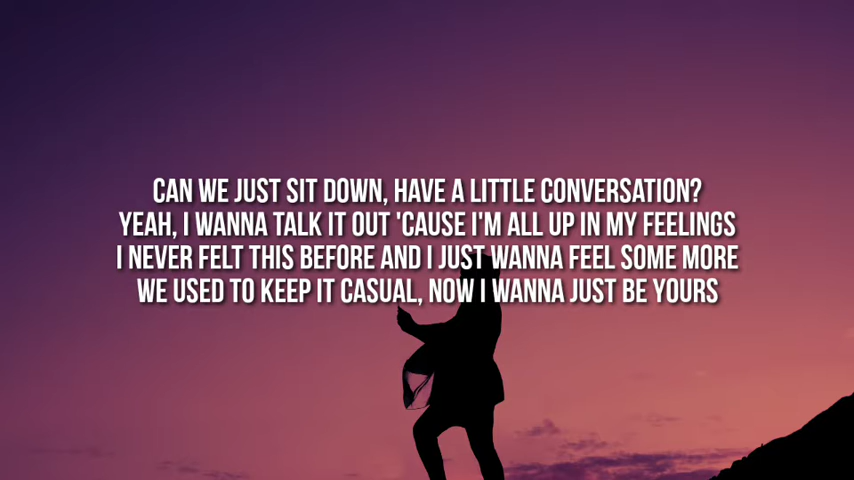 CAN WE JUST SIT DOWN, HAVE A LITTLE CONVERSATION?
YEAH, I WANNA TALK IT OUT 'CAUSE I'M ALL UP IN MY FEELINGS
I NEVER FELT THIS BEFORE AND I JUST WANNA FEEL SOME MORE
WE USED TO KEEP IT CASUAL, NOW I WANNA JUST BE YOURS